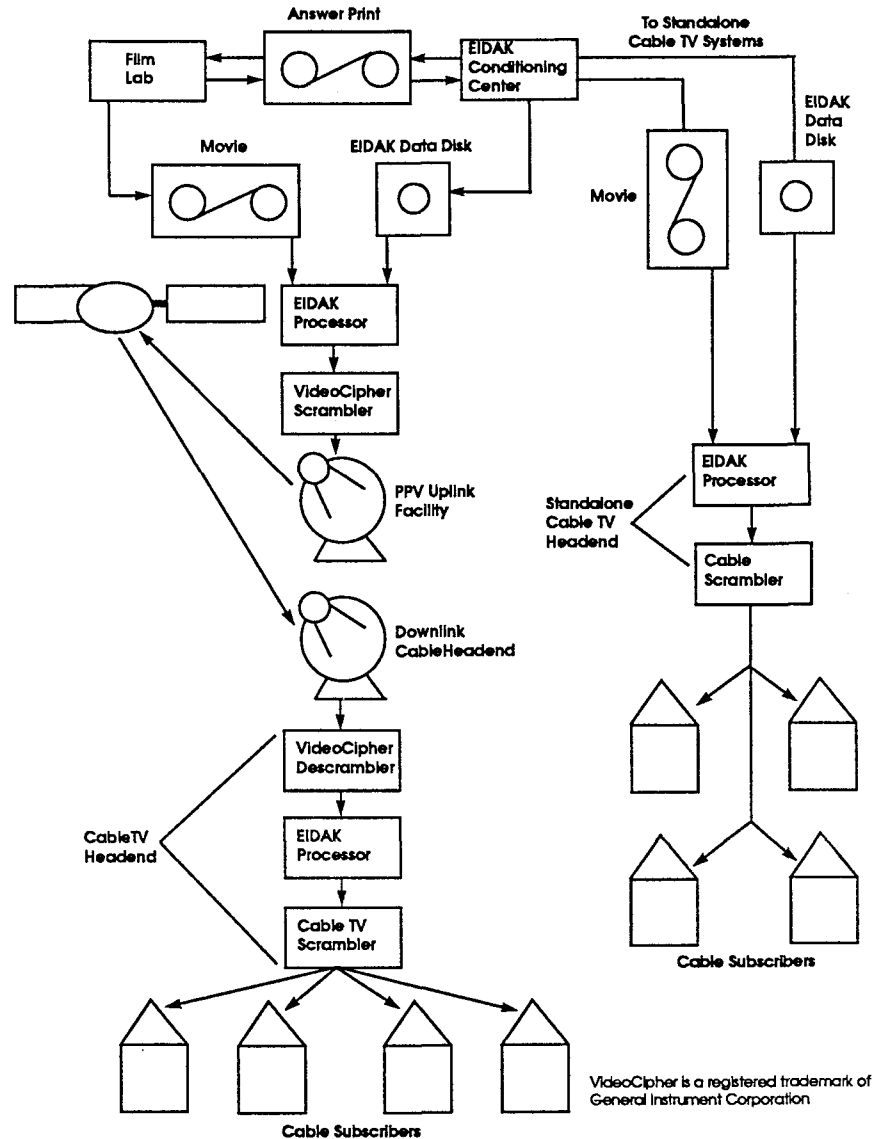 Answer Print
To Standalone
Cable TV Systems
Film
Lab
EIDAK
Conditioning
Center
EIDAK
Data
Disk
Movie
EIDAK Data Disk
Movie
EIDAK
Processor
VideoCipher
Scrambler
PPV Uplink
Facility
EIDAK
Processor
Standalone
Cable TV
Headend
Cable
Scrambler
Downlink
CableHeadend
VideoCipher
Descrambler
CableTV
Headend
EIDAK
Processor
Cable TV
Scrambler
Cable Subscribers
VideoCipher is a registered trademark of
General Instrument Corporation
Cable Subscribers